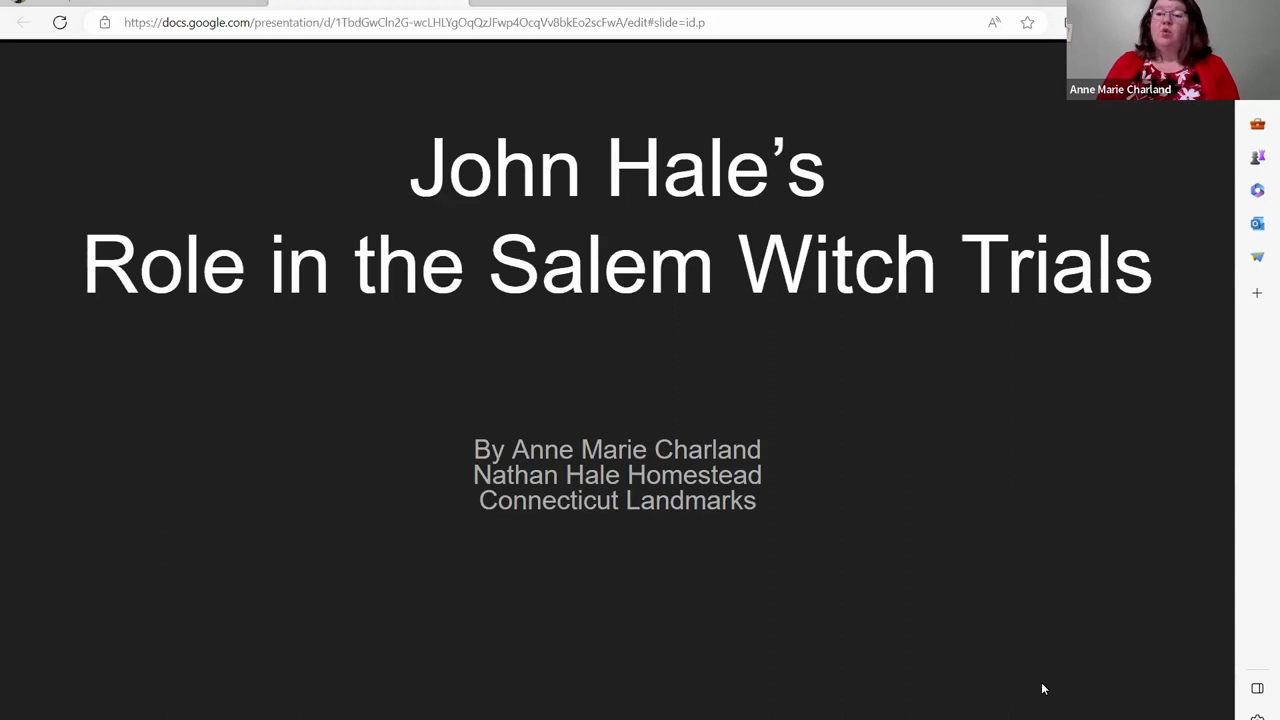 https://docs.google.com/presentation/d/1TbdGwCln2G-wcLHLYgOqQzJFwp4OcqVv8bkEo2scFwA/edit#slide=id.p
Anne Marie Charland
John Hale’s
Role in the Salem Witch Trials
By Anne Marie Charland
Nathan Hale Homestead
Connecticut Landmarks